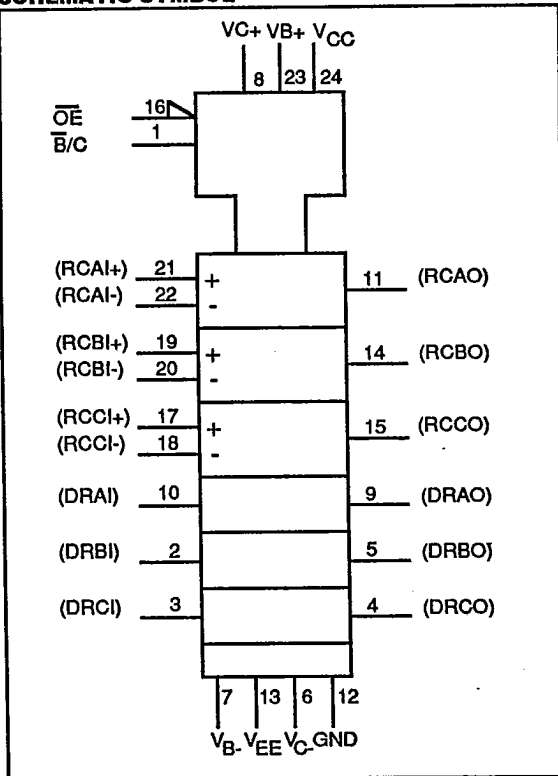 VC+ VB+ VCC
8 23 24
16 OE
1 B/C
(RCAI+) 21 + 11 (RCAO)
(RCAI-) 22 -
(RCBI+) 19 + 14 (RCBO)
(RCBI-) 20 -
(RCCI+) 17 + 15 (RCCO)
(RCCI-) 18 -
(DRAI) 10 9 (DRAO)
(DRBI) 2 5 (DRBO)
(DRCI) 3 4 (DRCO)
7 13 6 12
VB- VEE VC- GND